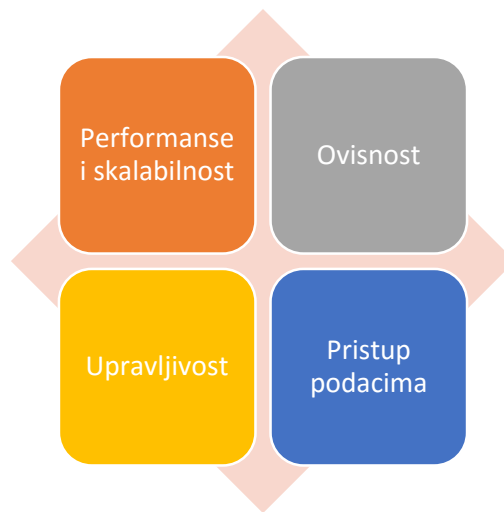 Performanse
i skalabilnost
Ovisnost
Upravljivost
Pristup
podacima